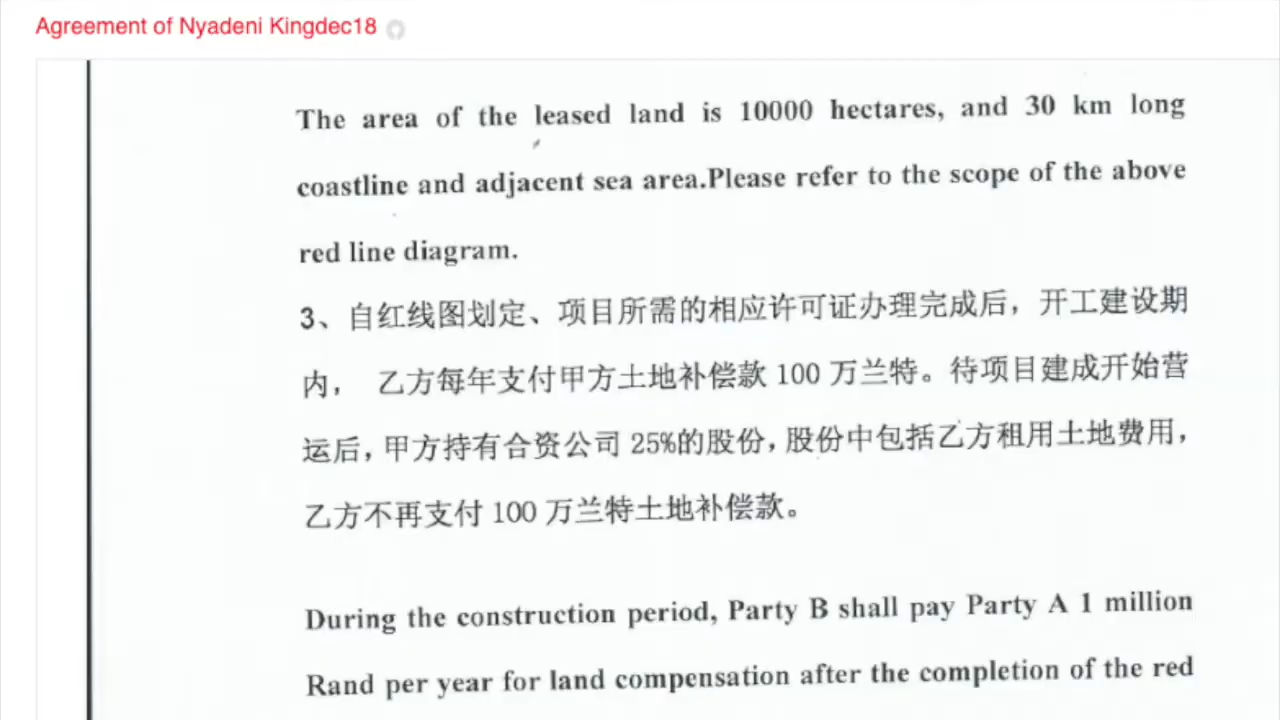 Agreement of Nyadeni Kingdec18
The area of the leased land is 10000 hectares, and 30 km long
coastline and adjacent sea area.Please refer to the scope of the above
red line diagram.
3、自红线图划定、项目所需的相应许可证办理完成后，开工建设期
内， 乙方每年支付甲方土地补偿款 100 万兰特。待项目建成开始营
运后，甲方持有合资公司 25%的股份，股份中包括乙方租用土地费用，
乙方不再支付 100 万兰特土地补偿款。
During the construction period, Party B shall pay Party A 1 million
Rand per year for land compensation after the completion of the red